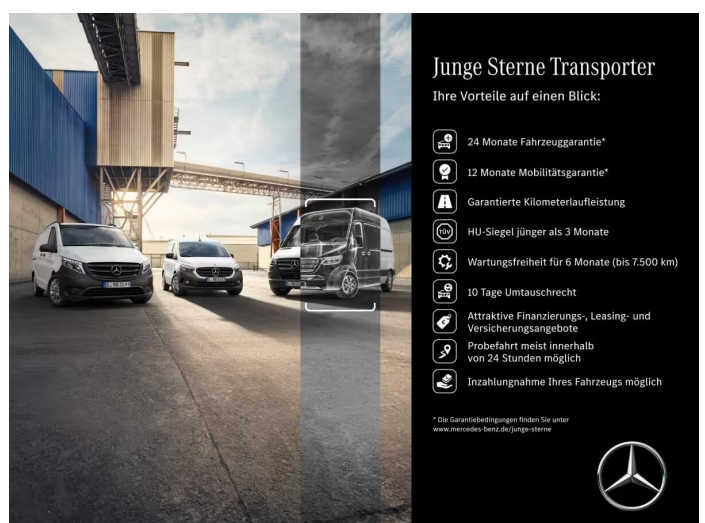 Junge Sterne Transporter
Ihre Vorteile auf einen Blick:
24 Monate Fahrzeuggarantie*
12 Monate Mobilitätsgarantie*
Garantierte Kilometerlaufleistung
TÜV
HU-Siegel jünger als 3 Monate
Wartungsfreiheit für 6 Monate (bis 7.500 km)
10 Tage Umtauschrecht
Attraktive Finanzierungs-, Leasing- und
Versicherungsangebote
Probefahrt meist innerhalb
von 24 Stunden möglich
Inzahlungnahme Ihres Fahrzeugs möglich
* Die Garantiebedingungen finden Sie unter
www.mercedes-benz.de/junge-sterne